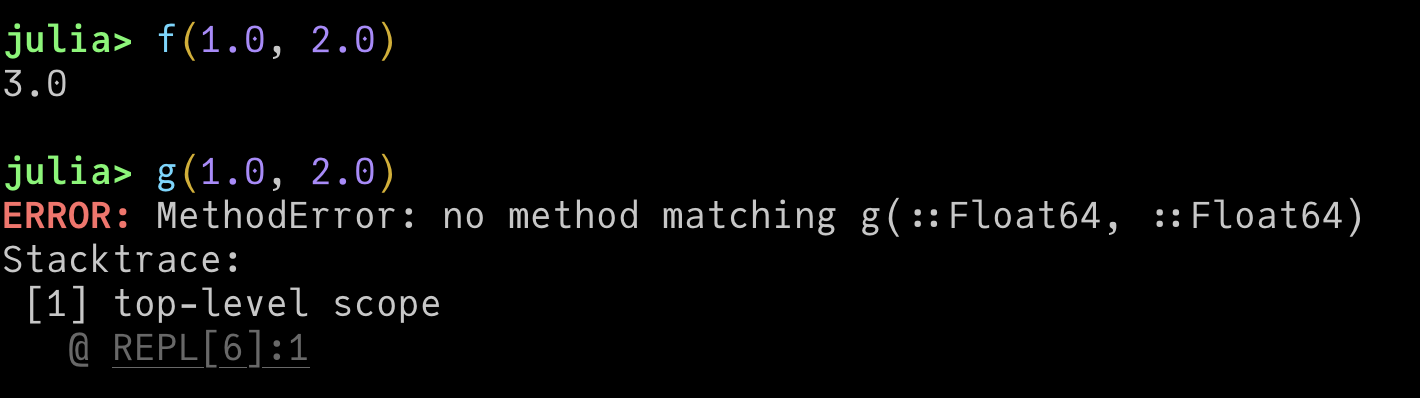 julia> f(1.0, 2.0)
3.0
julia> g(1.0, 2.0)
ERROR: MethodError: no method matching g(::Float64, ::Float64)
Stacktrace:
[1] top-level scope
@ REPL[6]:1